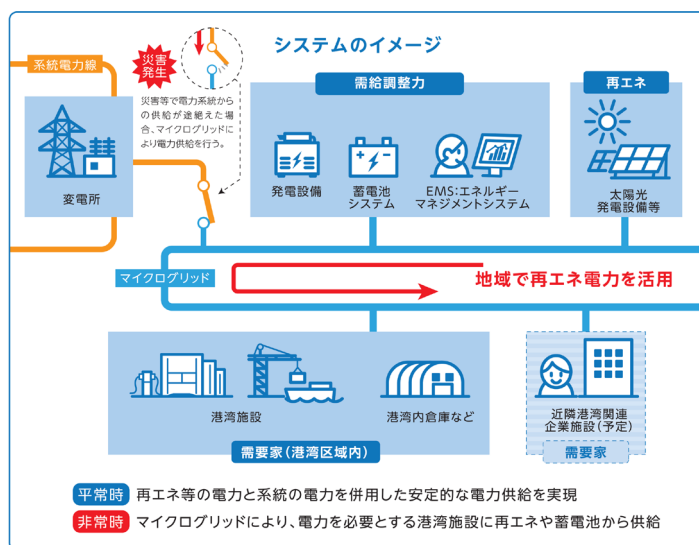 システムのイメージ
系統電力線
災害
発生
災害等で電力系統から
の供給が途絶えた場
合、マイクログリッドに
より電力供給を行う。
変電所
需給調整力
発電設備
蓄電池
システム
EMS:エネルギー
マネジメントシステム
再エネ
太陽光
発電設備等
マイクログリッド
地域で再エネ電力を活用
港湾施設
港湾内倉庫など
需要家(港湾区域内)
近隣港湾関連
企業施設(予定)
需要家
平常時 再エネ等の電力と系統の電力を併用した安定的な電力供給を実現
非常時 マイクログリッドにより、電力を必要とする港湾施設に再エネや蓄電池から供給